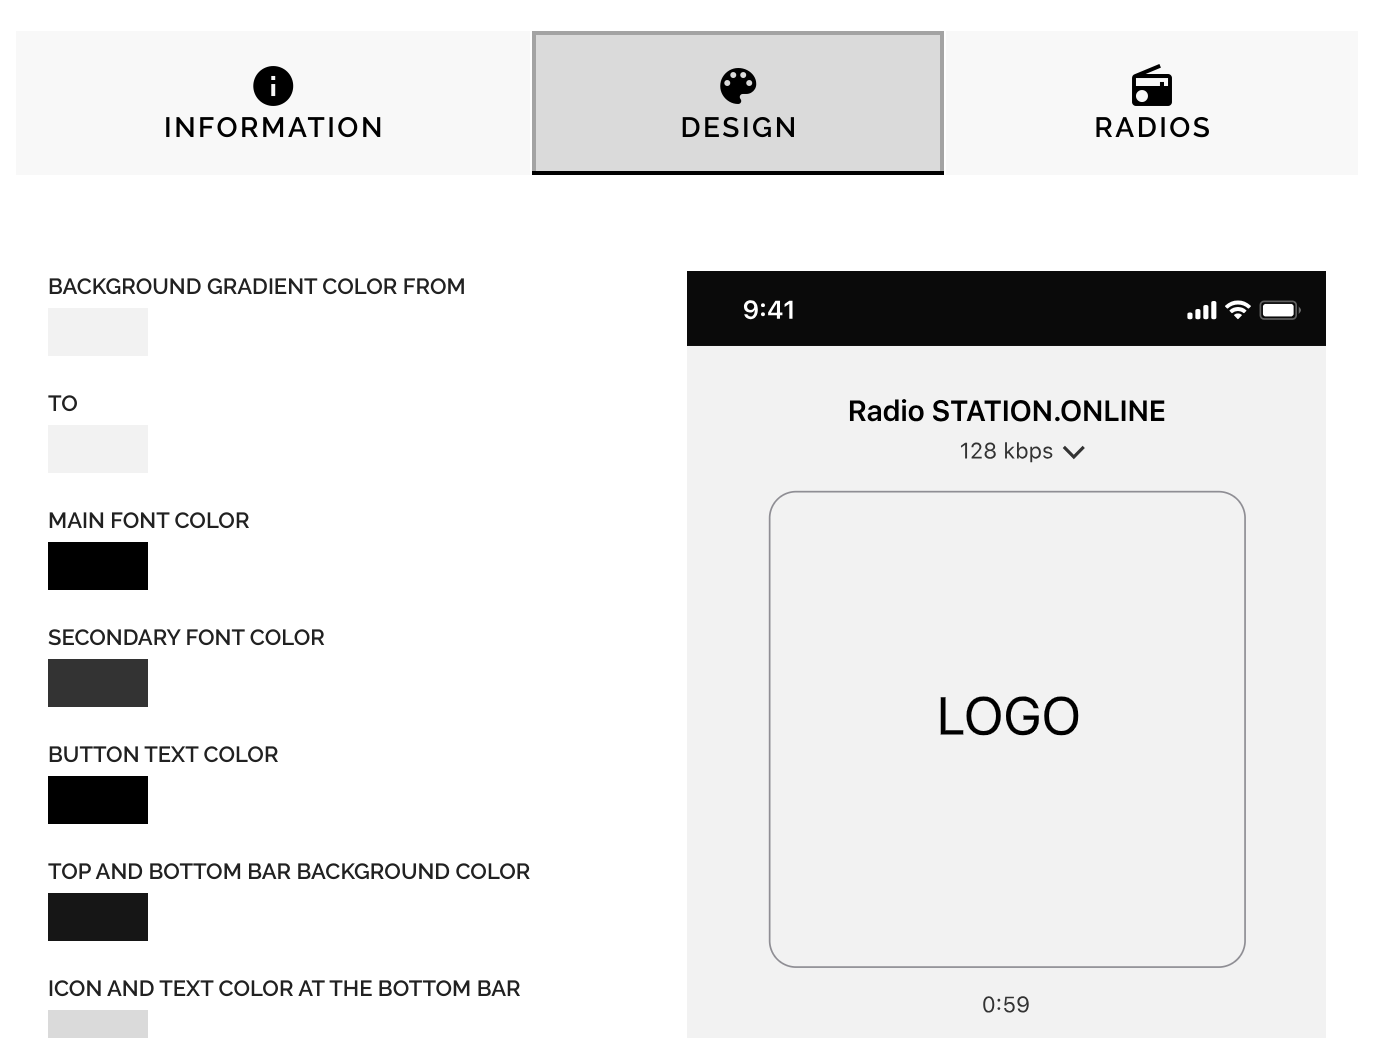 INFORMATION
DESIGN
RADIOS
BACKGROUND GRADIENT COLOR FROM
TO
MAIN FONT COLOR
SECONDARY FONT COLOR
BUTTON TEXT COLOR
TOP AND BOTTOM BAR BACKGROUND COLOR
ICON AND TEXT COLOR AT THE BOTTOM BAR
9:41
Radio STATION.ONLINE
128 kbps
LOGO
0:59